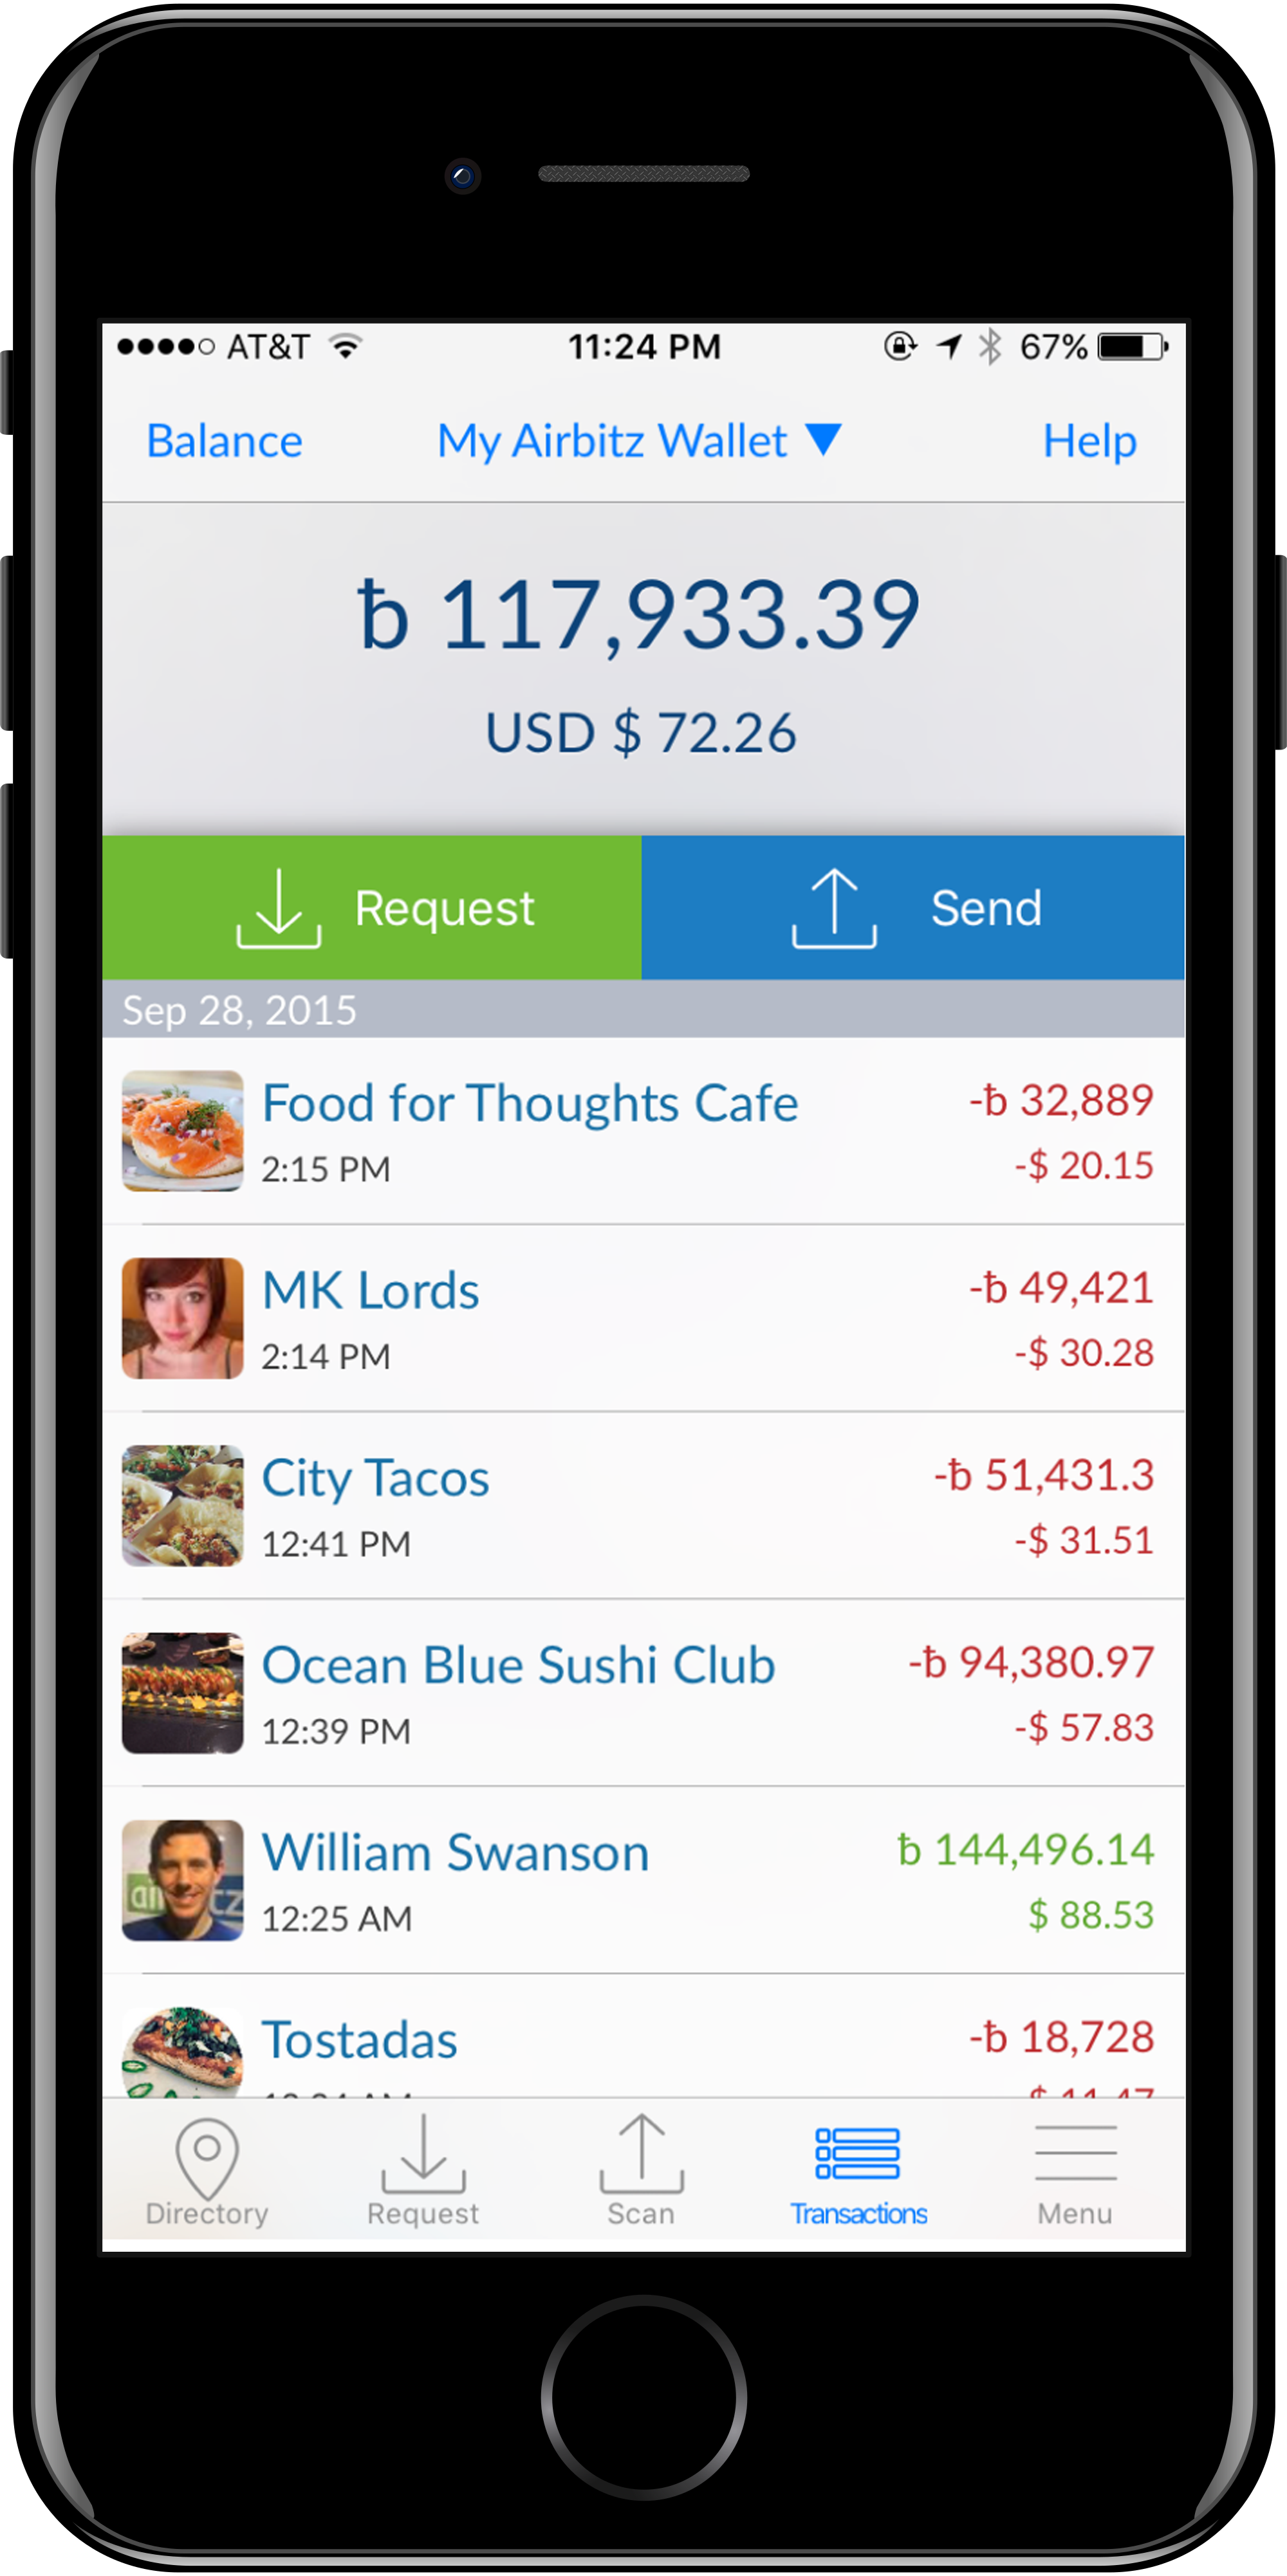 AT&T 11:24 PM 67%
Balance My Airbitz Wallet ▼ Help
ƀ 117,933.39
USD $ 72.26
Request Send
Sep 28, 2015
Food for Thoughts Cafe -ƀ 32,889
2:15 PM -$ 20.15
MK Lords -ƀ 49,421
2:14 PM -$ 30.28
City Tacos -ƀ 51,431.3
12:41 PM -$ 31.51
Ocean Blue Sushi Club -ƀ 94,380.97
12:39 PM -$ 57.83
William Swanson ƀ 144,496.14
12:25 AM $ 88.53
Tostadas -ƀ 18,728
Directory Request Scan Transactions Menu